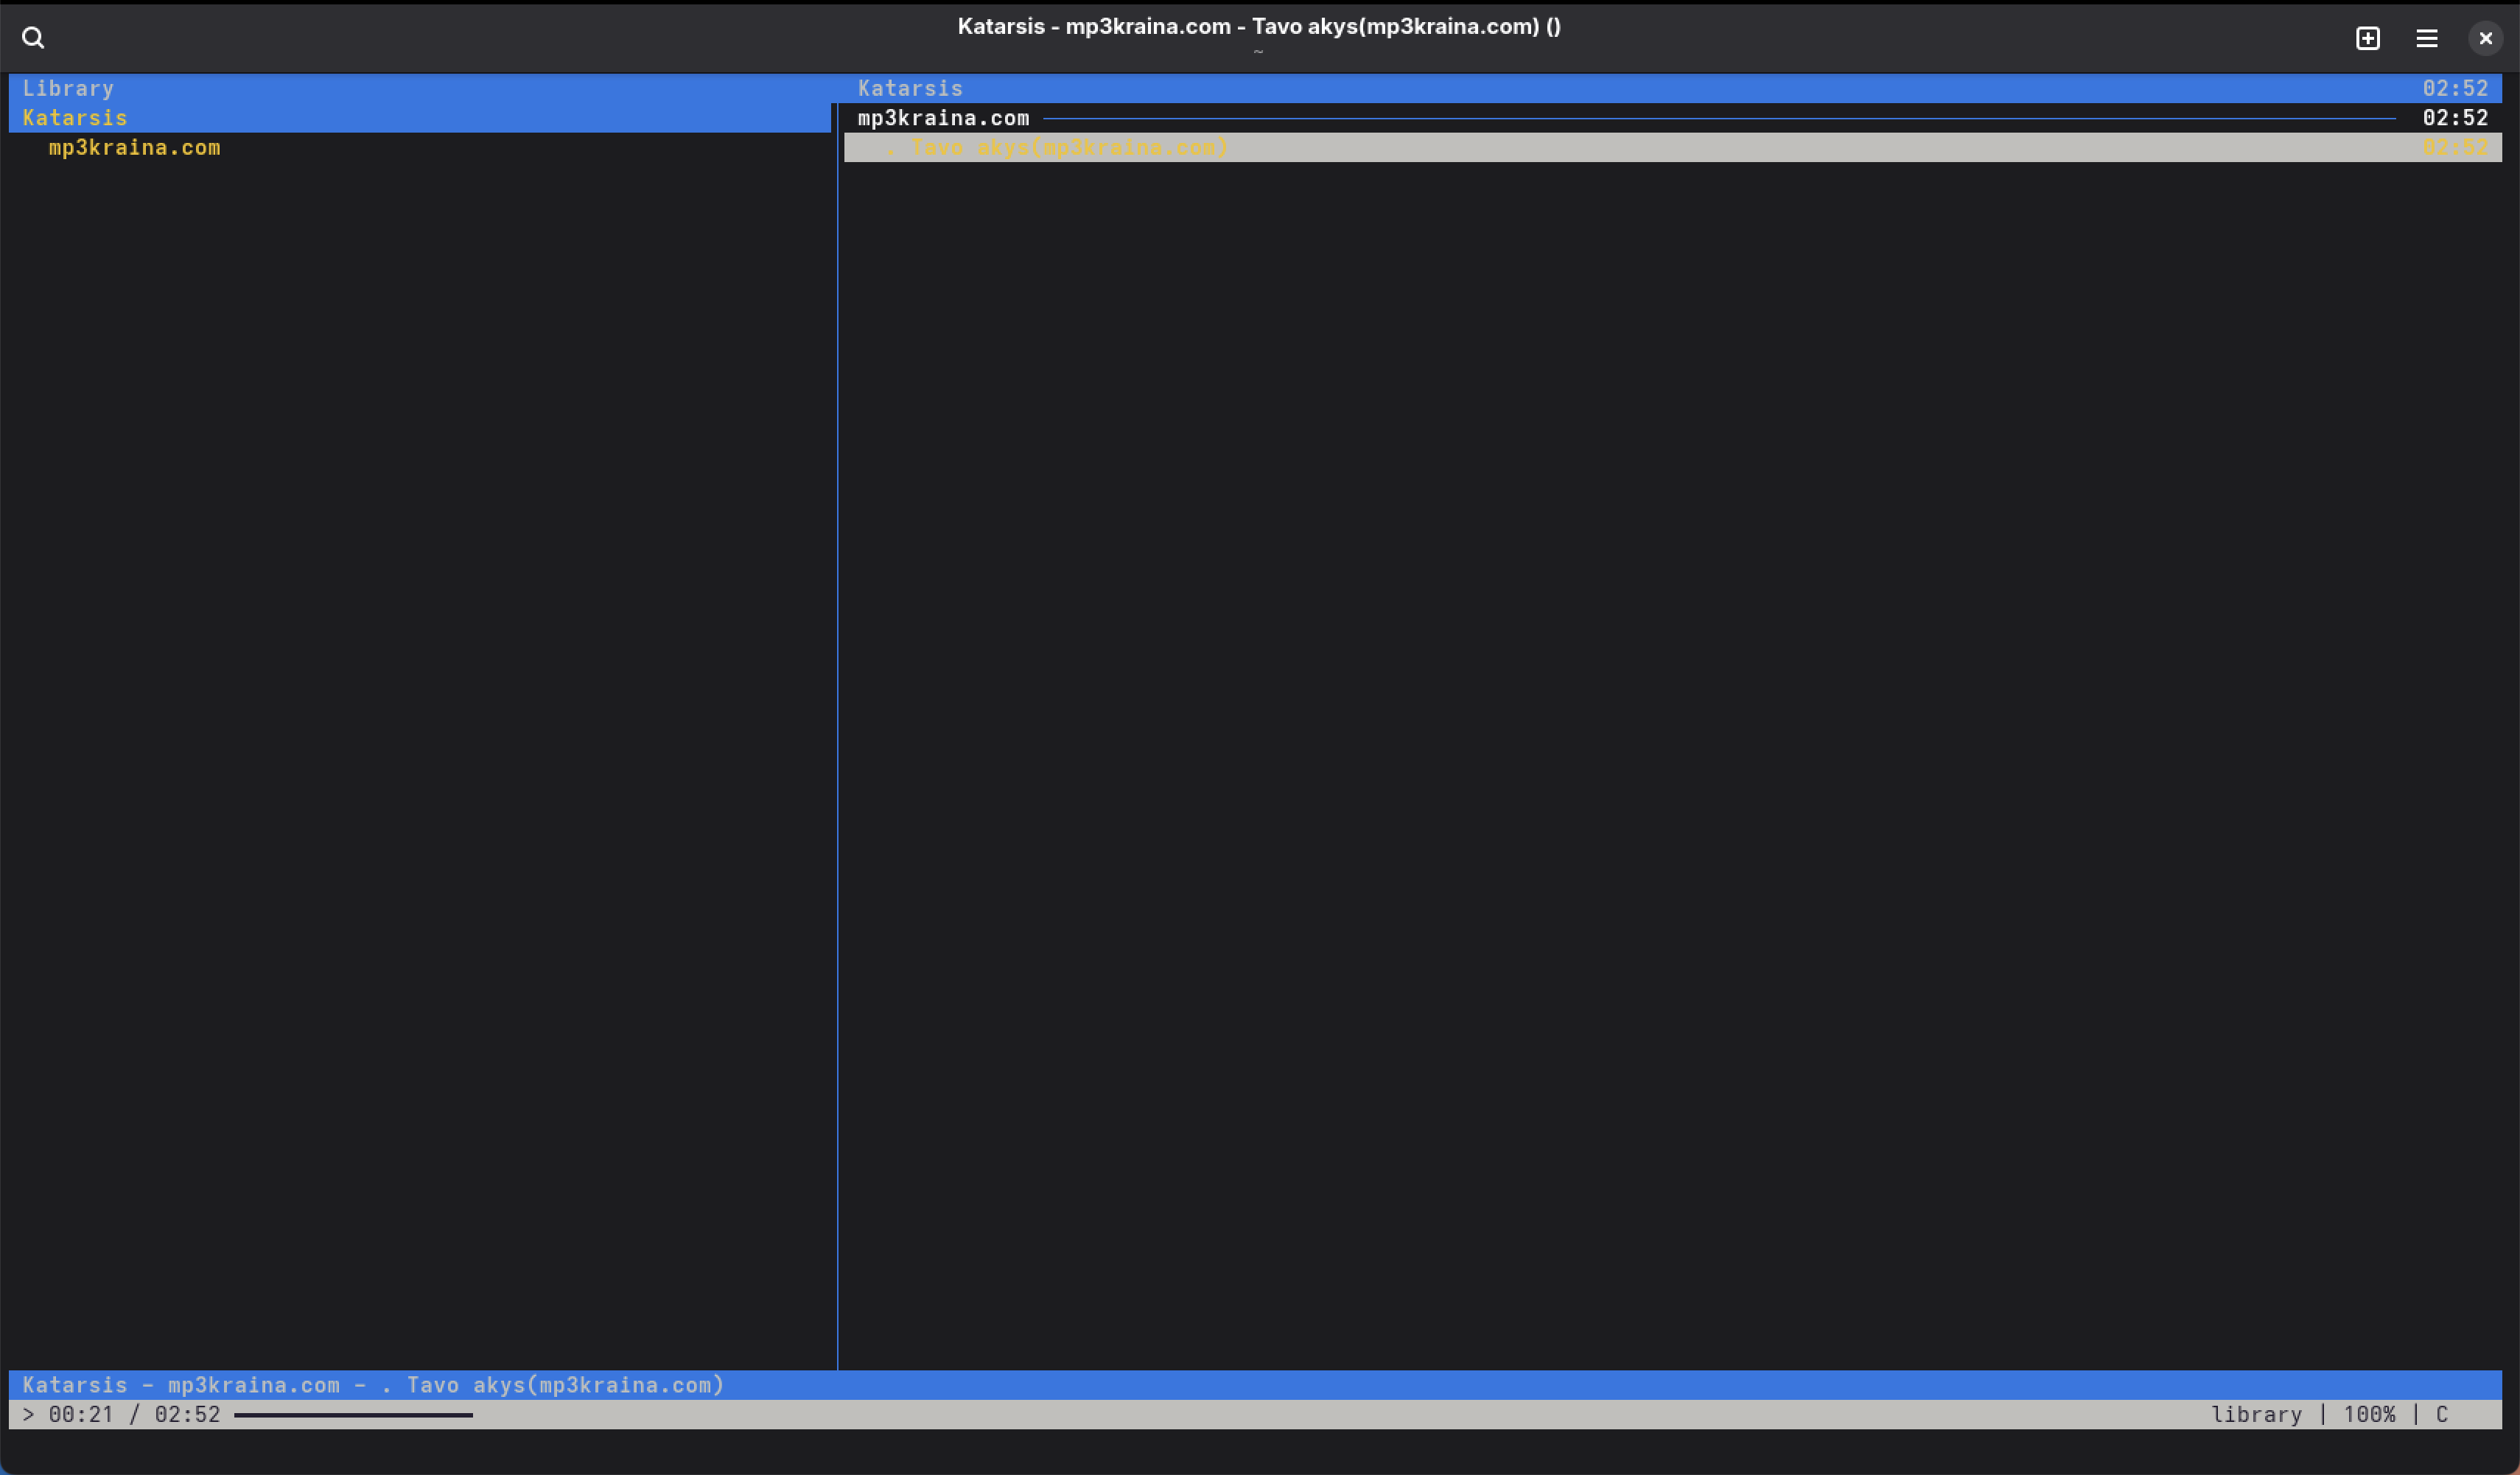 Katarsis - mp3kraina.com - Tavo akys(mp3kraina.com) ()
~
Library
Katarsis
mp3kraina.com
Katarsis 02:52
mp3kraina.com 02:52
. Tavo akys(mp3kraina.com) 02:52
Katarsis - mp3kraina.com - . Tavo akys(mp3kraina.com)
> 00:21 / 02:52 library | 100% | C